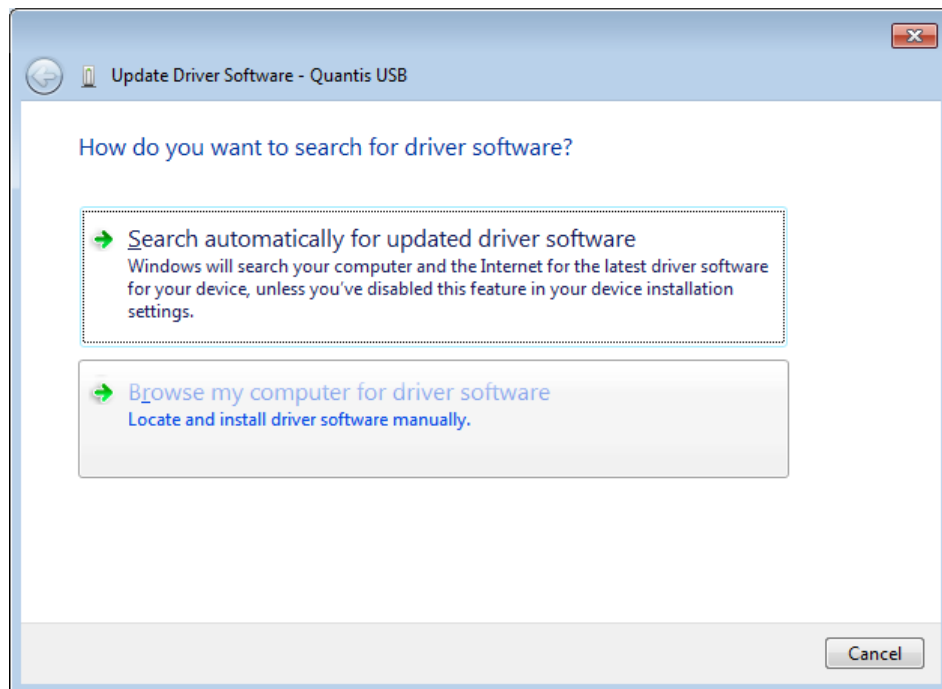 Update Driver Software - Quantis USB
How do you want to search for driver software?
Search automatically for updated driver software
Windows will search your computer and the Internet for the latest driver software
for your device, unless you've disabled this feature in your device installation
settings.
Browse my computer for driver software
Locate and install driver software manually.
Cancel